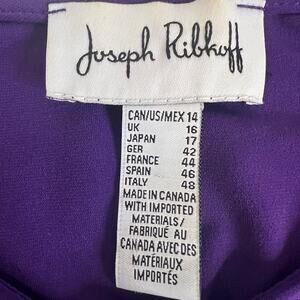 Joseph Ribkoff
CAN/US/MEX 14
UK 16
JAPAN 17
GER 42
FRANCE 44
SPAIN 46
ITALY 48
MADE IN CANADA
WITH IMPORTED
MATERIALS/
FABRIQUÉ AU
CANADA AVEC DES
MATÉRIAUX
IMPORTÉS